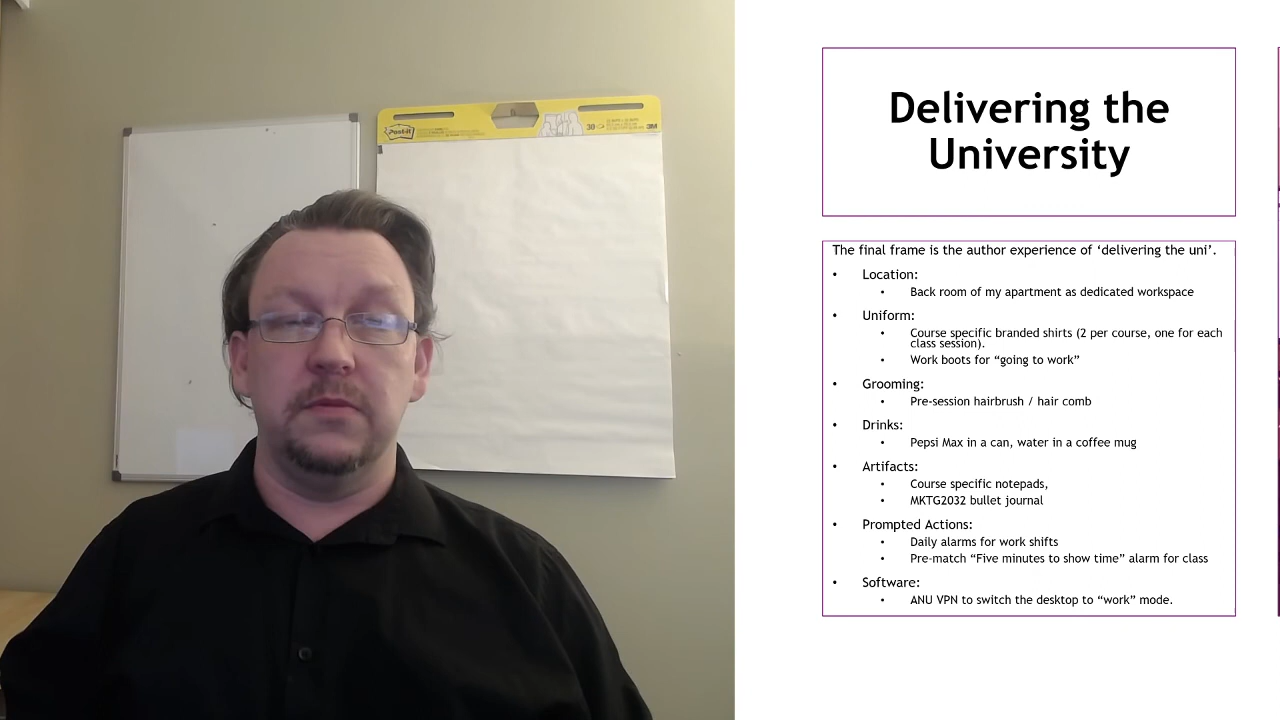 Post-it
30
3M
Delivering the
University
The final frame is the author experience of ‘delivering the uni’.
• Location:
• Back room of my apartment as dedicated workspace
• Uniform:
• Course specific branded shirts (2 per course, one for each
class session).
• Work boots for “going to work”
• Grooming:
• Pre-session hairbrush / hair comb
• Drinks:
• Pepsi Max in a can, water in a coffee mug
• Artifacts:
• Course specific notepads,
• MKTG2032 bullet journal
• Prompted Actions:
• Daily alarms for work shifts
• Pre-match “Five minutes to show time” alarm for class
• Software:
• ANU VPN to switch the desktop to “work” mode.